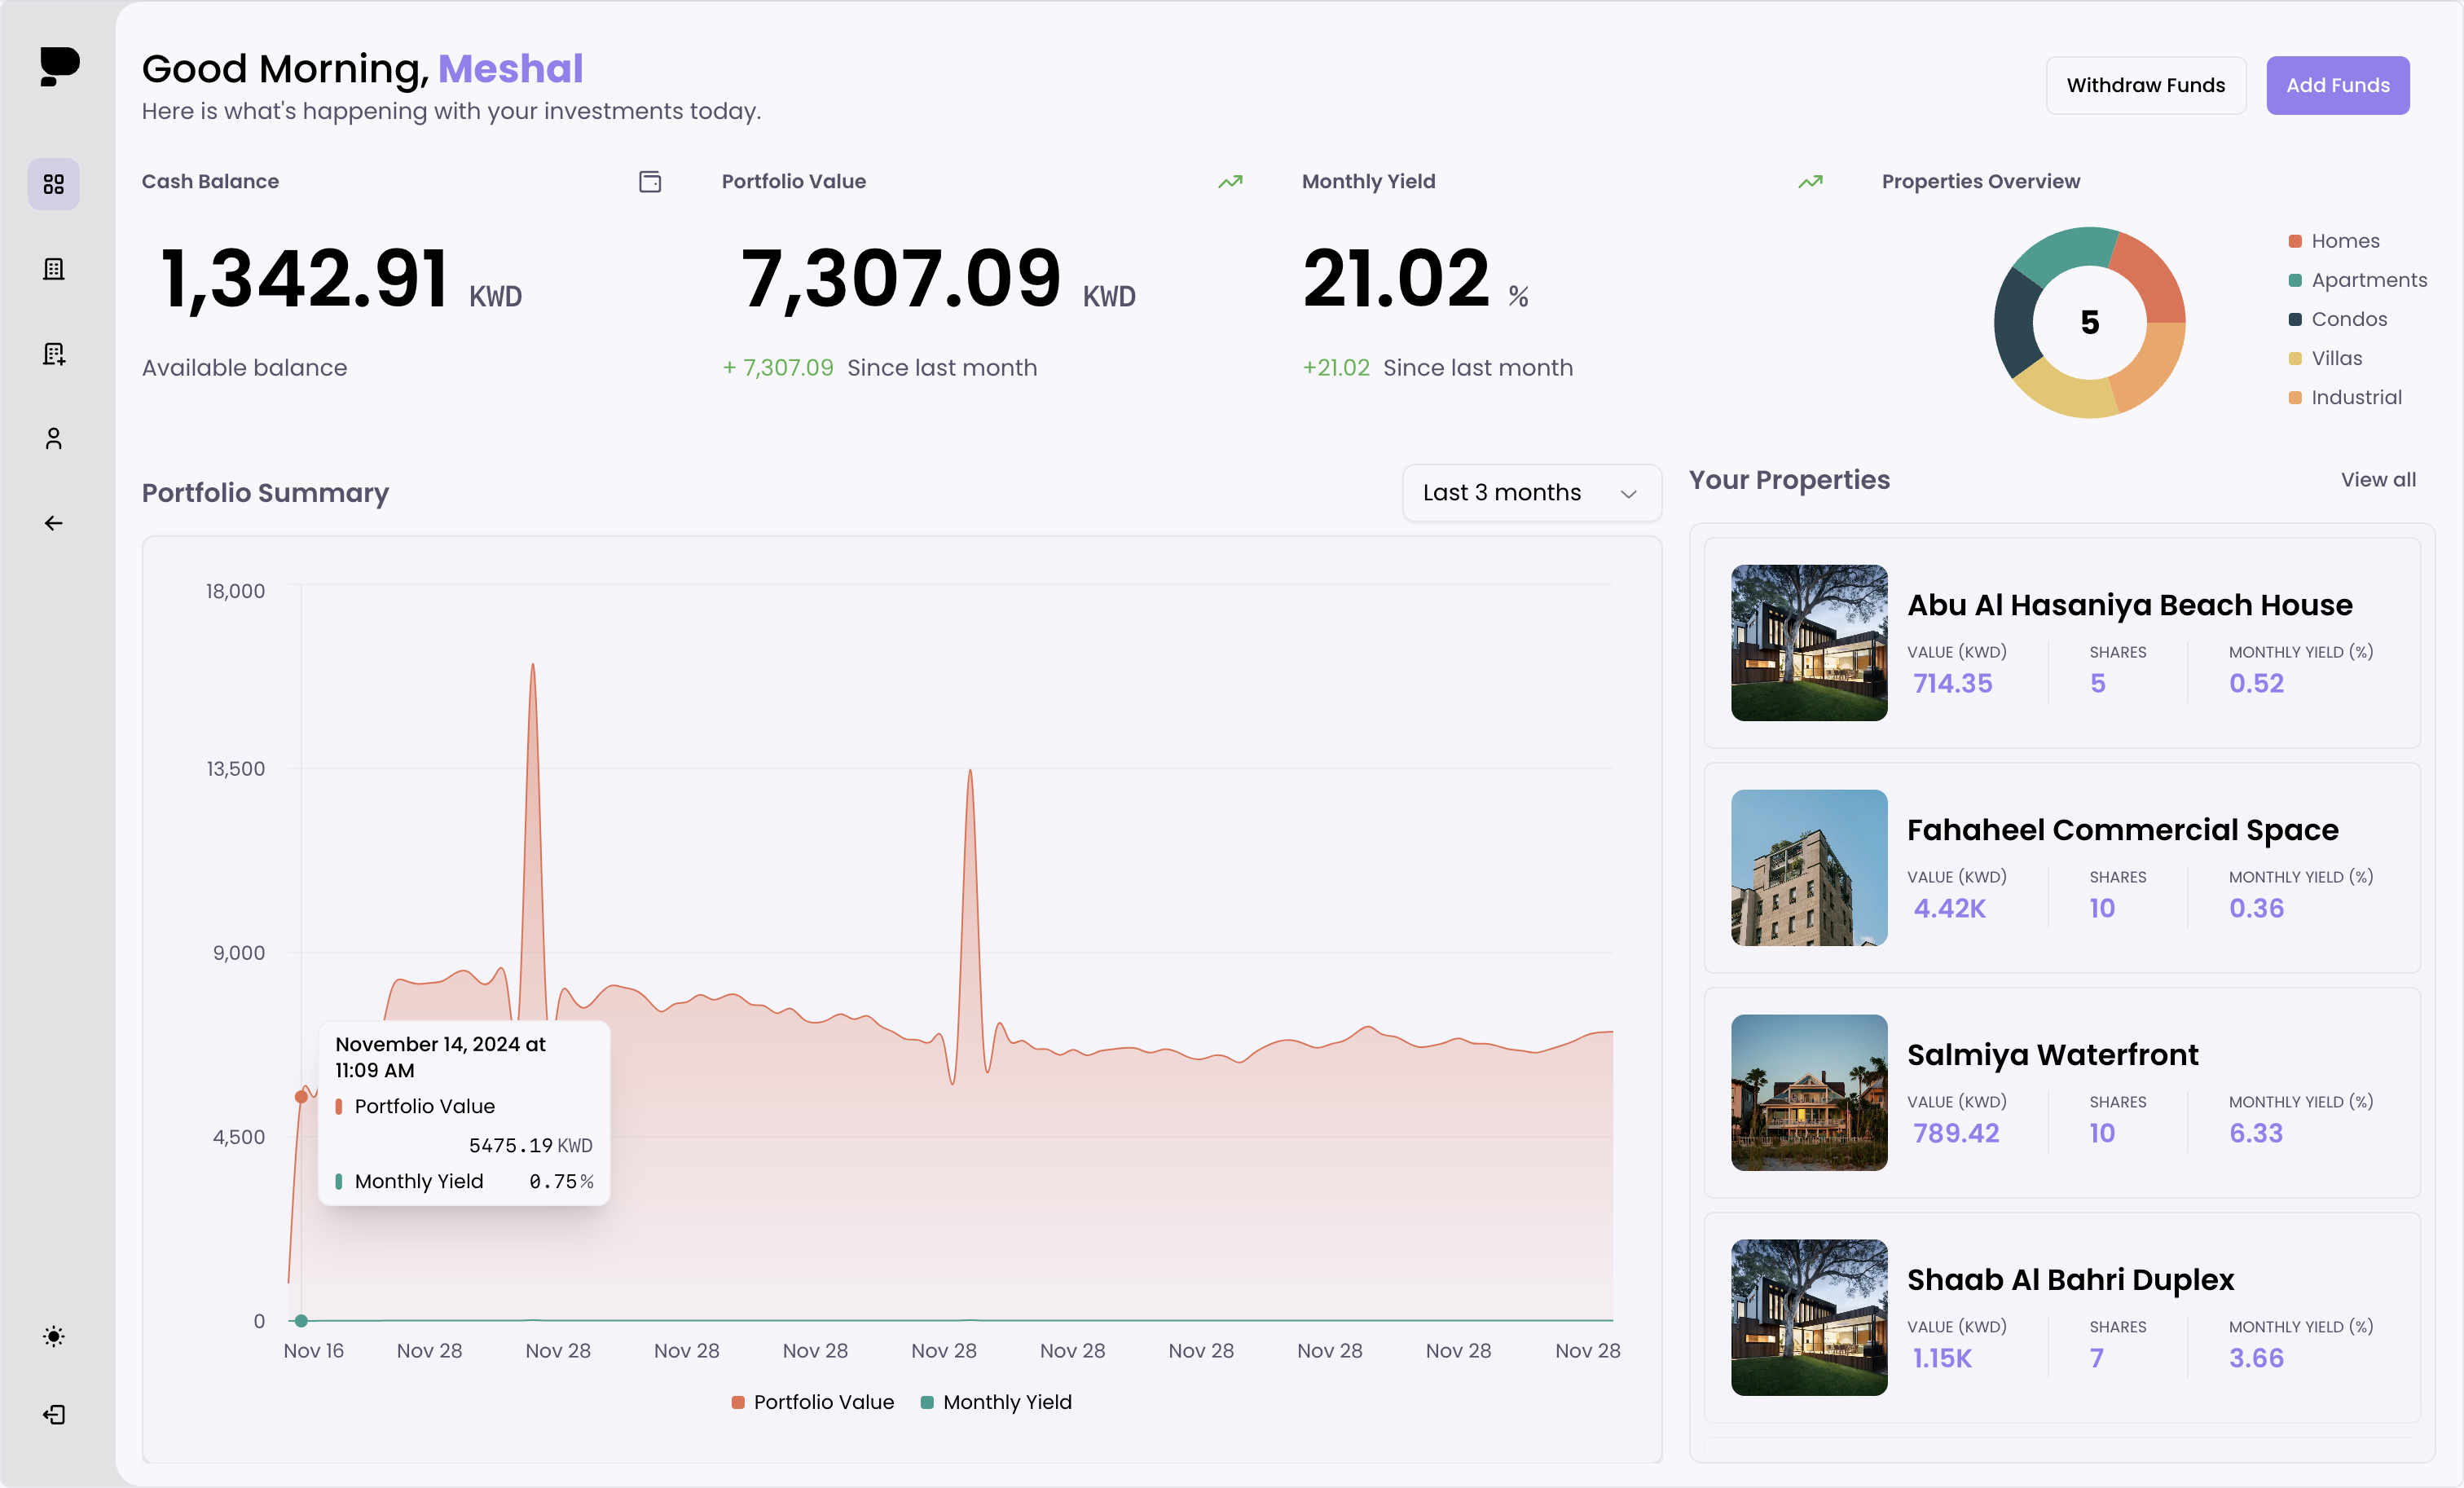 Good Morning, Meshal
Here is what's happening with your investments today.
Withdraw Funds
Add Funds
Cash Balance
1,342.91 KWD
Available balance
Portfolio Value
7,307.09 KWD
+ 7,307.09 Since last month
Monthly Yield
21.02 %
+21.02 Since last month
Properties Overview
5
Homes
Apartments
Condos
Villas
Industrial
Portfolio Summary
Last 3 months
18,000
13,500
9,000
4,500
0
November 14, 2024 at
11:09 AM
Portfolio Value
5475.19 KWD
Monthly Yield 0.75%
Nov 16 Nov 28 Nov 28 Nov 28 Nov 28 Nov 28 Nov 28 Nov 28 Nov 28 Nov 28 Nov 28
Portfolio Value Monthly Yield
Your Properties
View all
Abu Al Hasaniya Beach House
VALUE (KWD) SHARES MONTHLY YIELD (%)
714.35 5 0.52
Fahaheel Commercial Space
VALUE (KWD) SHARES MONTHLY YIELD (%)
4.42K 10 0.36
Salmiya Waterfront
VALUE (KWD) SHARES MONTHLY YIELD (%)
789.42 10 6.33
Shaab Al Bahri Duplex
VALUE (KWD) SHARES MONTHLY YIELD (%)
1.15K 7 3.66